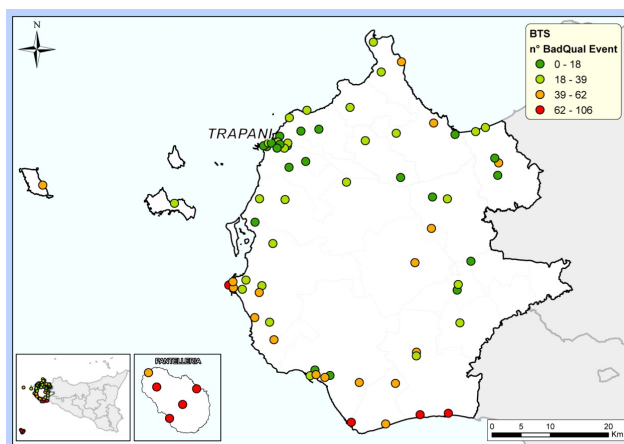 N
BTS
n° BadQual Event
0 - 18
18 - 39
39 - 62
62 - 106
TRAPANI
PANTELLERIA
0 5 10 20
Km